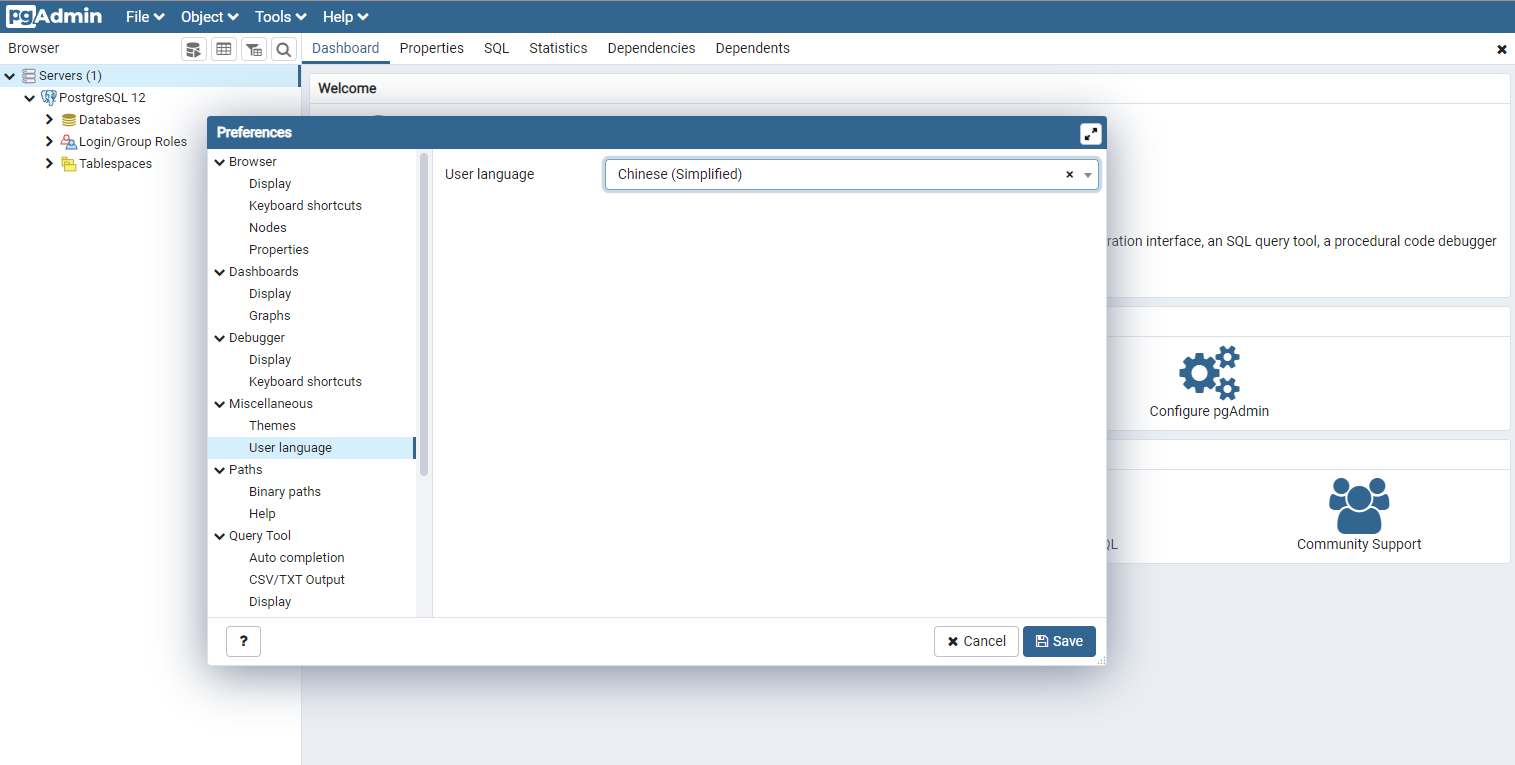 pgAdmin File Object Tools Help
Browser Dashboard Properties SQL Statistics Dependencies Dependents
Servers (1)
PostgreSQL 12
Databases
Login/Group Roles
Tablespaces
Welcome
ration interface, an SQL query tool, a procedural code debugger
Configure pgAdmin
QL
Community Support
Preferences
Browser
Display
Keyboard shortcuts
Nodes
Properties
Dashboards
Display
Graphs
Debugger
Display
Keyboard shortcuts
Miscellaneous
Themes
User language
Paths
Binary paths
Help
Query Tool
Auto completion
CSV/TXT Output
Display
User language Chinese (Simplified) ×
? Cancel Save